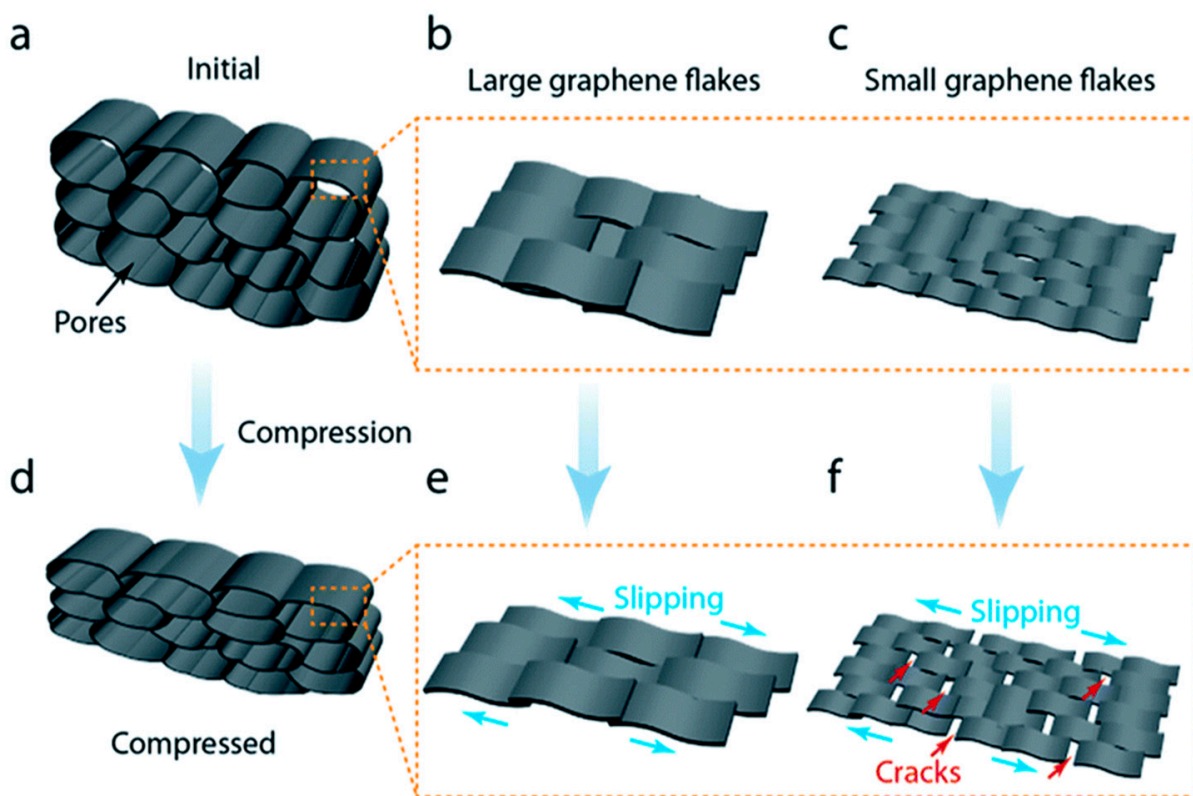 a
Initial
b
Large graphene flakes
c
Small graphene flakes
Pores
Compression
d
Compressed
e
Slipping
f
Slipping
Cracks